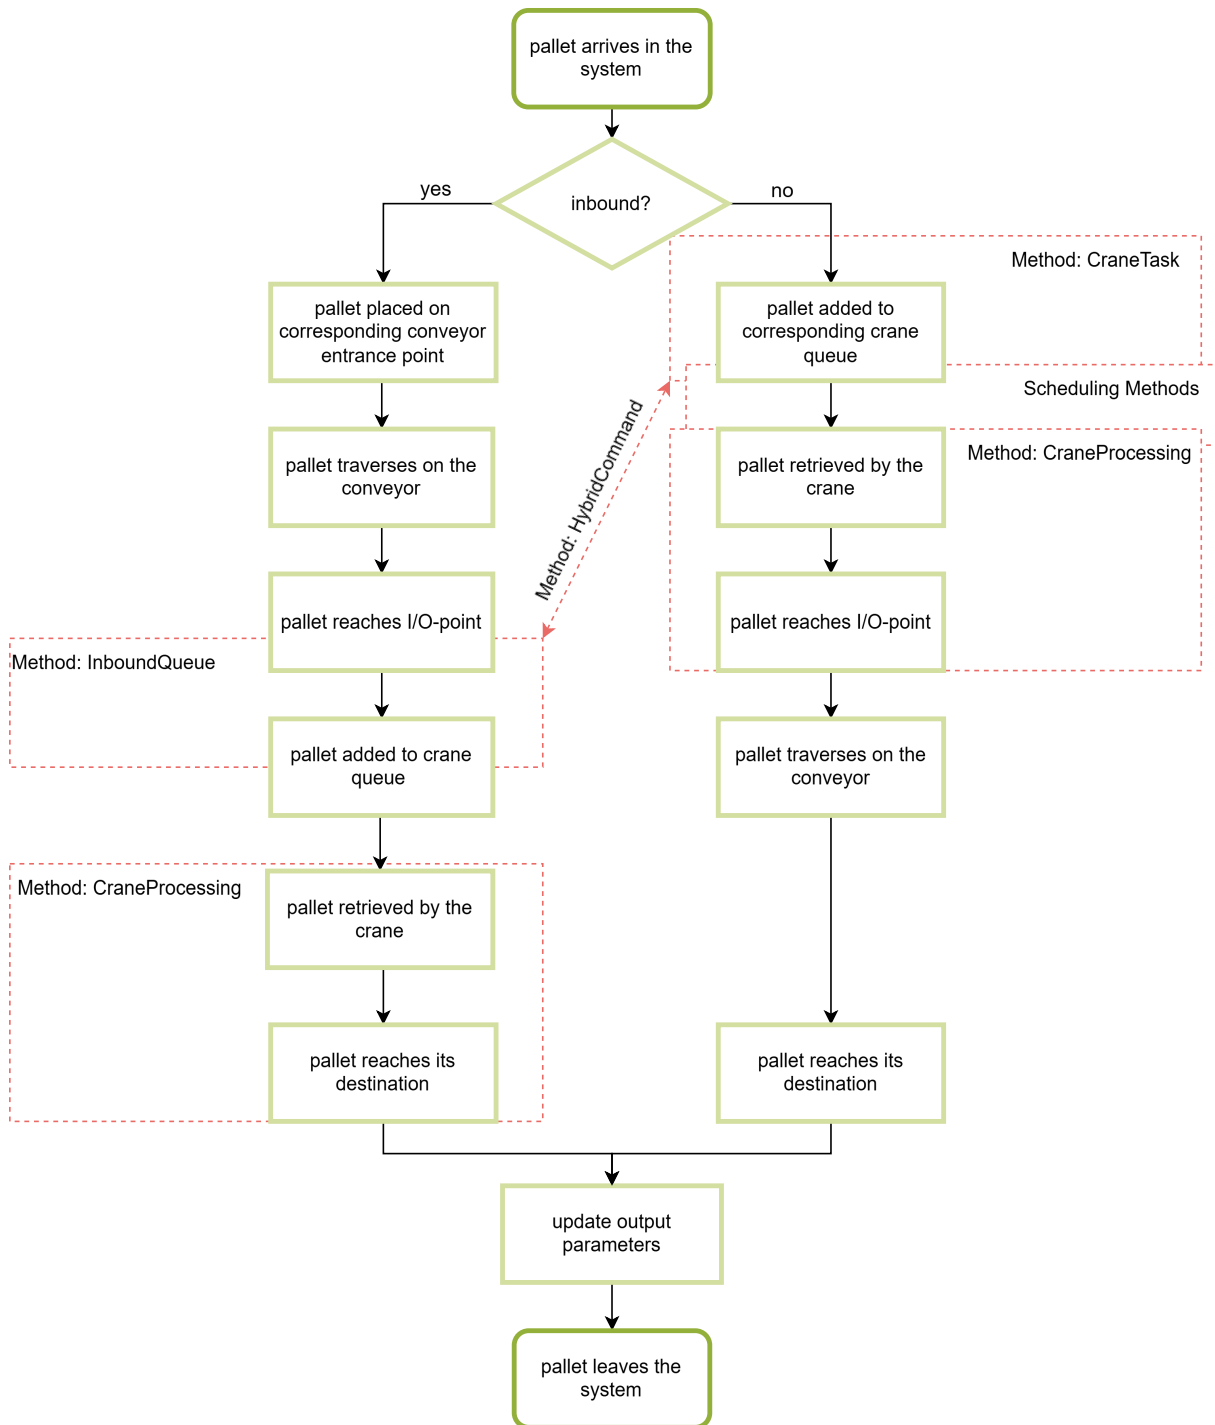 pallet arrives in the
system
inbound?
yes
no
Method: CraneTask
pallet placed on
corresponding conveyor
entrance point
pallet added to
corresponding crane
queue
Scheduling Methods
Method: HybridCommand
pallet traverses on the
conveyor
Method: CraneProcessing
pallet retrieved by the
crane
pallet reaches I/O-point
pallet reaches I/O-point
Method: InboundQueue
pallet added to crane
queue
pallet traverses on the
conveyor
Method: CraneProcessing
pallet retrieved by the
crane
pallet reaches its
destination
pallet reaches its
destination
update output
parameters
pallet leaves the
system